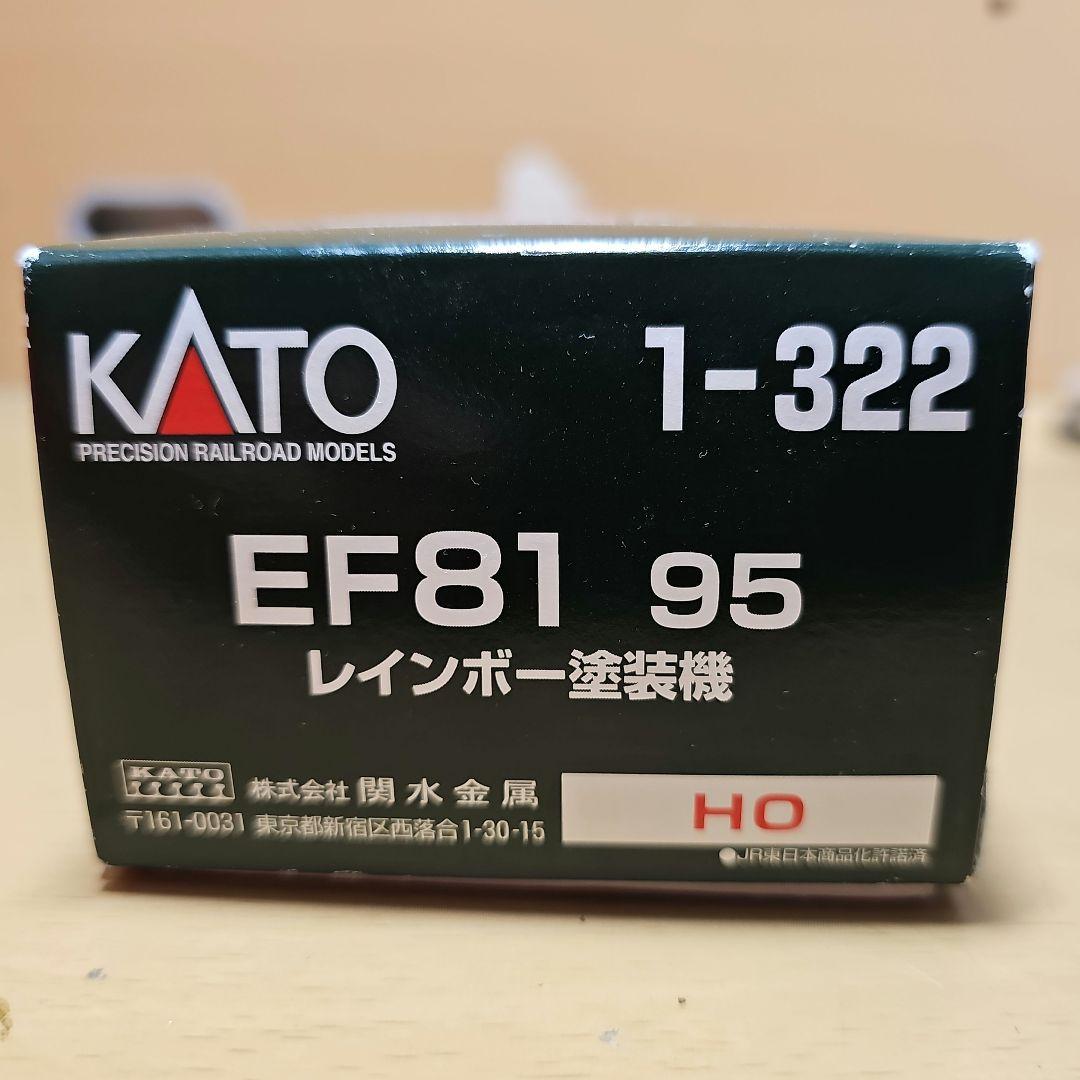 KATO 1-322
PRECISION RAILROAD MODELS
EF81 95
レインボー塗装機
KATO 株式会社 関水金属
〒161-0031 東京都新宿区西落合1-30-15
HO
●JR東日本商品化許諾済